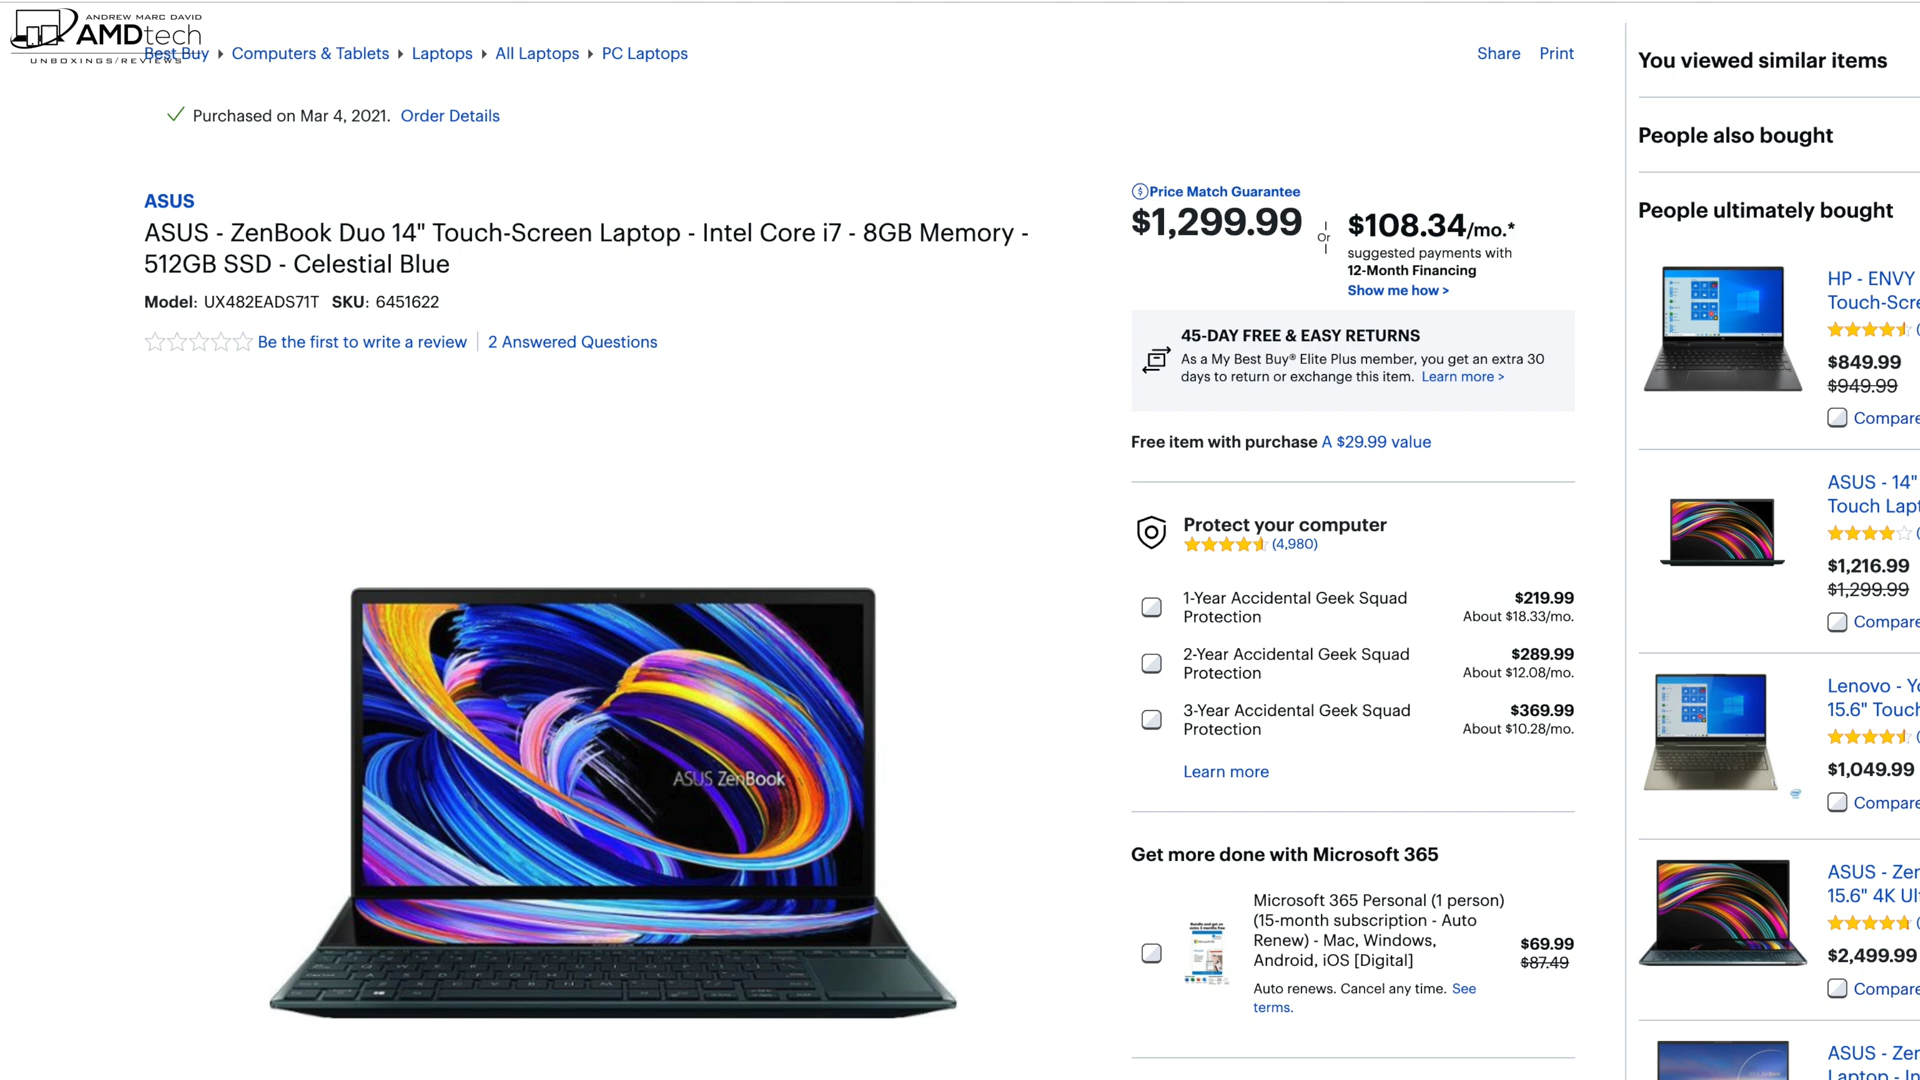 ANDREW MARC DAVID
AMDtech
UNBOXINGS/REVIEWS
Best Buy
Computers & Tablets
Laptops
All Laptops
PC Laptops
Share
Print
Purchased on Mar 4, 2021. Order Details
ASUS
ASUS - ZenBook Duo 14" Touch-Screen Laptop - Intel Core i7 - 8GB Memory -
512GB SSD - Celestial Blue
Model: UX482EADS71T SKU: 6451622
Be the first to write a review
2 Answered Questions
ASUS ZenBook
Price Match Guarantee
$1,299.99
Or
$108.34/mo.*
suggested payments with
12-Month Financing
Show me how >
45-DAY FREE & EASY RETURNS
As a My Best Buy® Elite Plus member, you get an extra 30
days to return or exchange this item. Learn more >
Free item with purchase A $29.99 value
Protect your computer
(4,980)
1-Year Accidental Geek Squad
Protection
$219.99
About $18.33/mo.
2-Year Accidental Geek Squad
Protection
$289.99
About $12.08/mo.
3-Year Accidental Geek Squad
Protection
$369.99
About $10.28/mo.
Learn more
Get more done with Microsoft 365
Microsoft 365 Personal (1 person)
(15-month subscription - Auto
Renew) - Mac, Windows,
Android, iOS [Digital]
$69.99
$87.49
Auto renews. Cancel any time. See
terms.
You viewed similar items
People also bought
People ultimately bought
HP - ENVY
Touch-Scre
$849.99
$949.99
Compare
ASUS - 14"
Touch Lapt
$1,216.99
$1,299.99
Compare
Lenovo - Yo
15.6" Touch
$1,049.99
Compare
ASUS - Zen
15.6" 4K Ul
$2,499.99
Compare
ASUS - Zen
Laptop - In